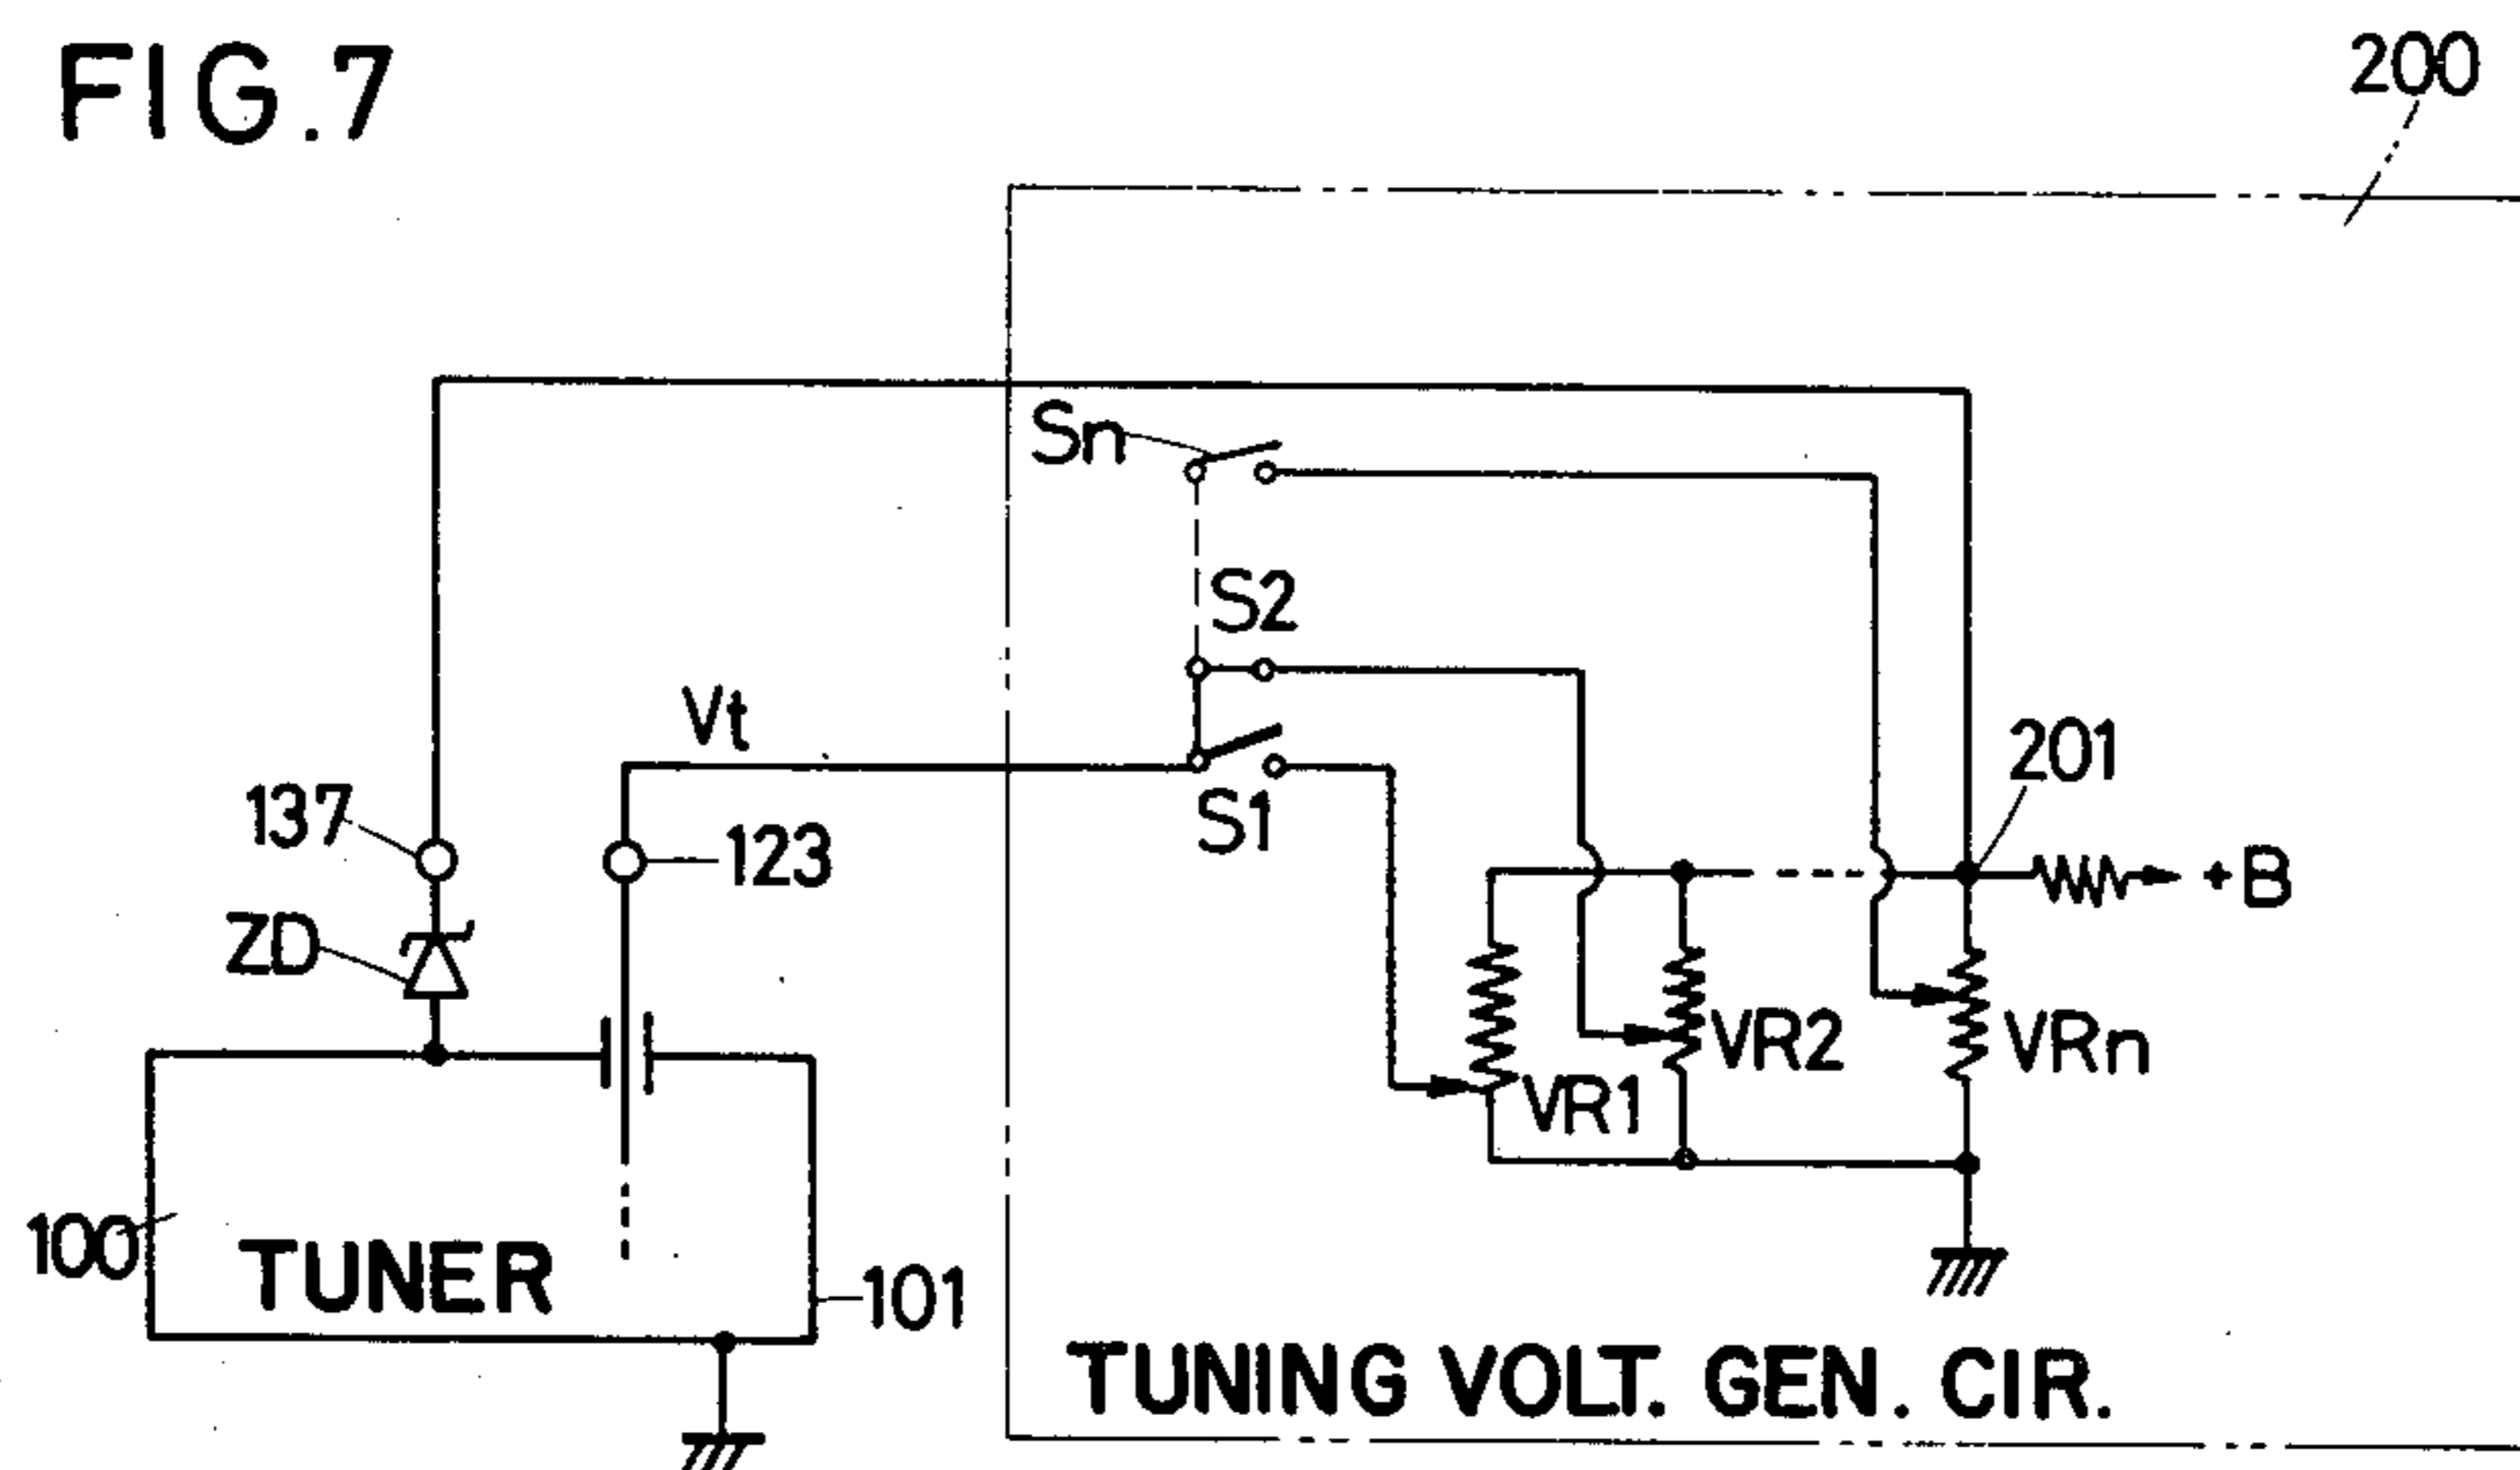 FIG.7
200
Sn
S2
Vt
201
137
S1
123
+B
ZD
VR2
VRn
VR1
100
TUNER
101
TUNING VOLT. GEN. CIR.